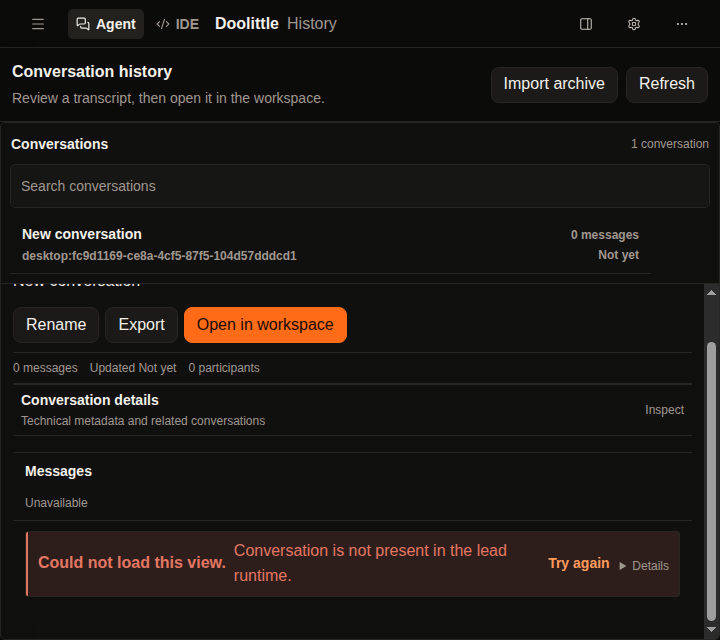 Agent
IDE
Doolittle History
Conversation history
Review a transcript, then open it in the workspace.
Import archive
Refresh
Conversations
1 conversation
Search conversations
New conversation
0 messages
desktop:fc9d1169-ce8a-4cf5-87f5-104d57dddcd1
Not yet
New conversation
Rename
Export
Open in workspace
0 messages Updated Not yet 0 participants
Conversation details
Technical metadata and related conversations
Inspect
Messages
Unavailable
Could not load this view.
Conversation is not present in the lead
runtime.
Try again
Details